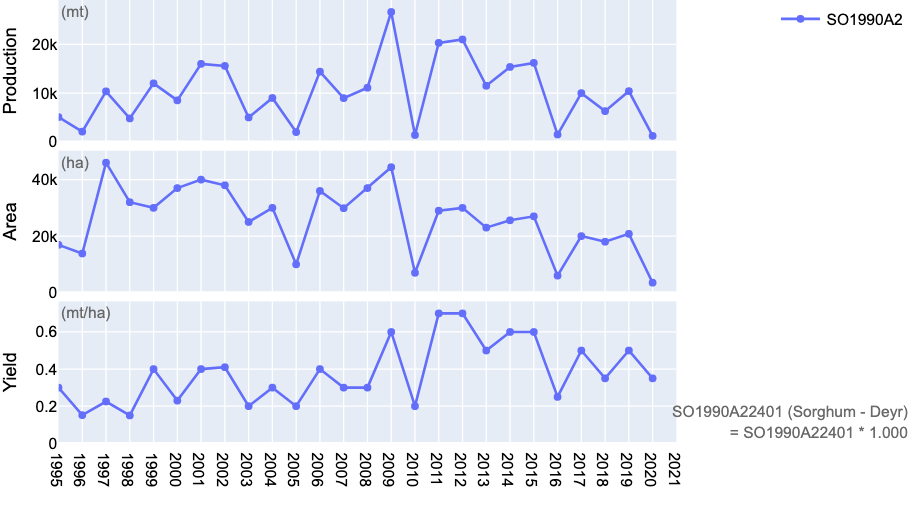 (mt)
SO1990A2
Production
20k
10k
0
(ha)
Area
40k
20k
0
(mt/ha)
Yield
0.6
0.4
0.2
0
SO1990A22401 (Sorghum - Deyr)
= SO1990A22401 * 1.000
1995
1996
1997
1998
1999
2000
2001
2002
2003
2004
2005
2006
2007
2008
2009
2010
2011
2012
2013
2014
2015
2016
2017
2018
2019
2020
2021